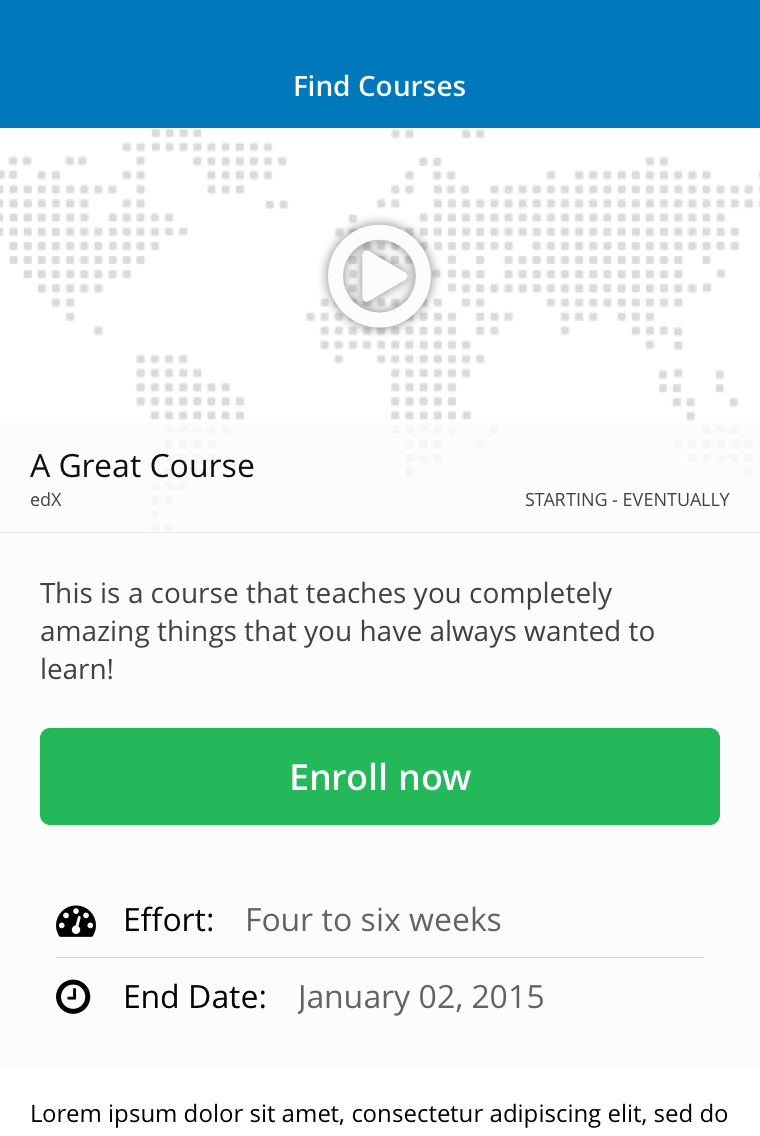 Find Courses
A Great Course
edX
STARTING - EVENTUALLY
This is a course that teaches you completely
amazing things that you have always wanted to
learn!
Enroll now
Effort: Four to six weeks
End Date: January 02, 2015
Lorem ipsum dolor sit amet, consectetur adipiscing elit, sed do